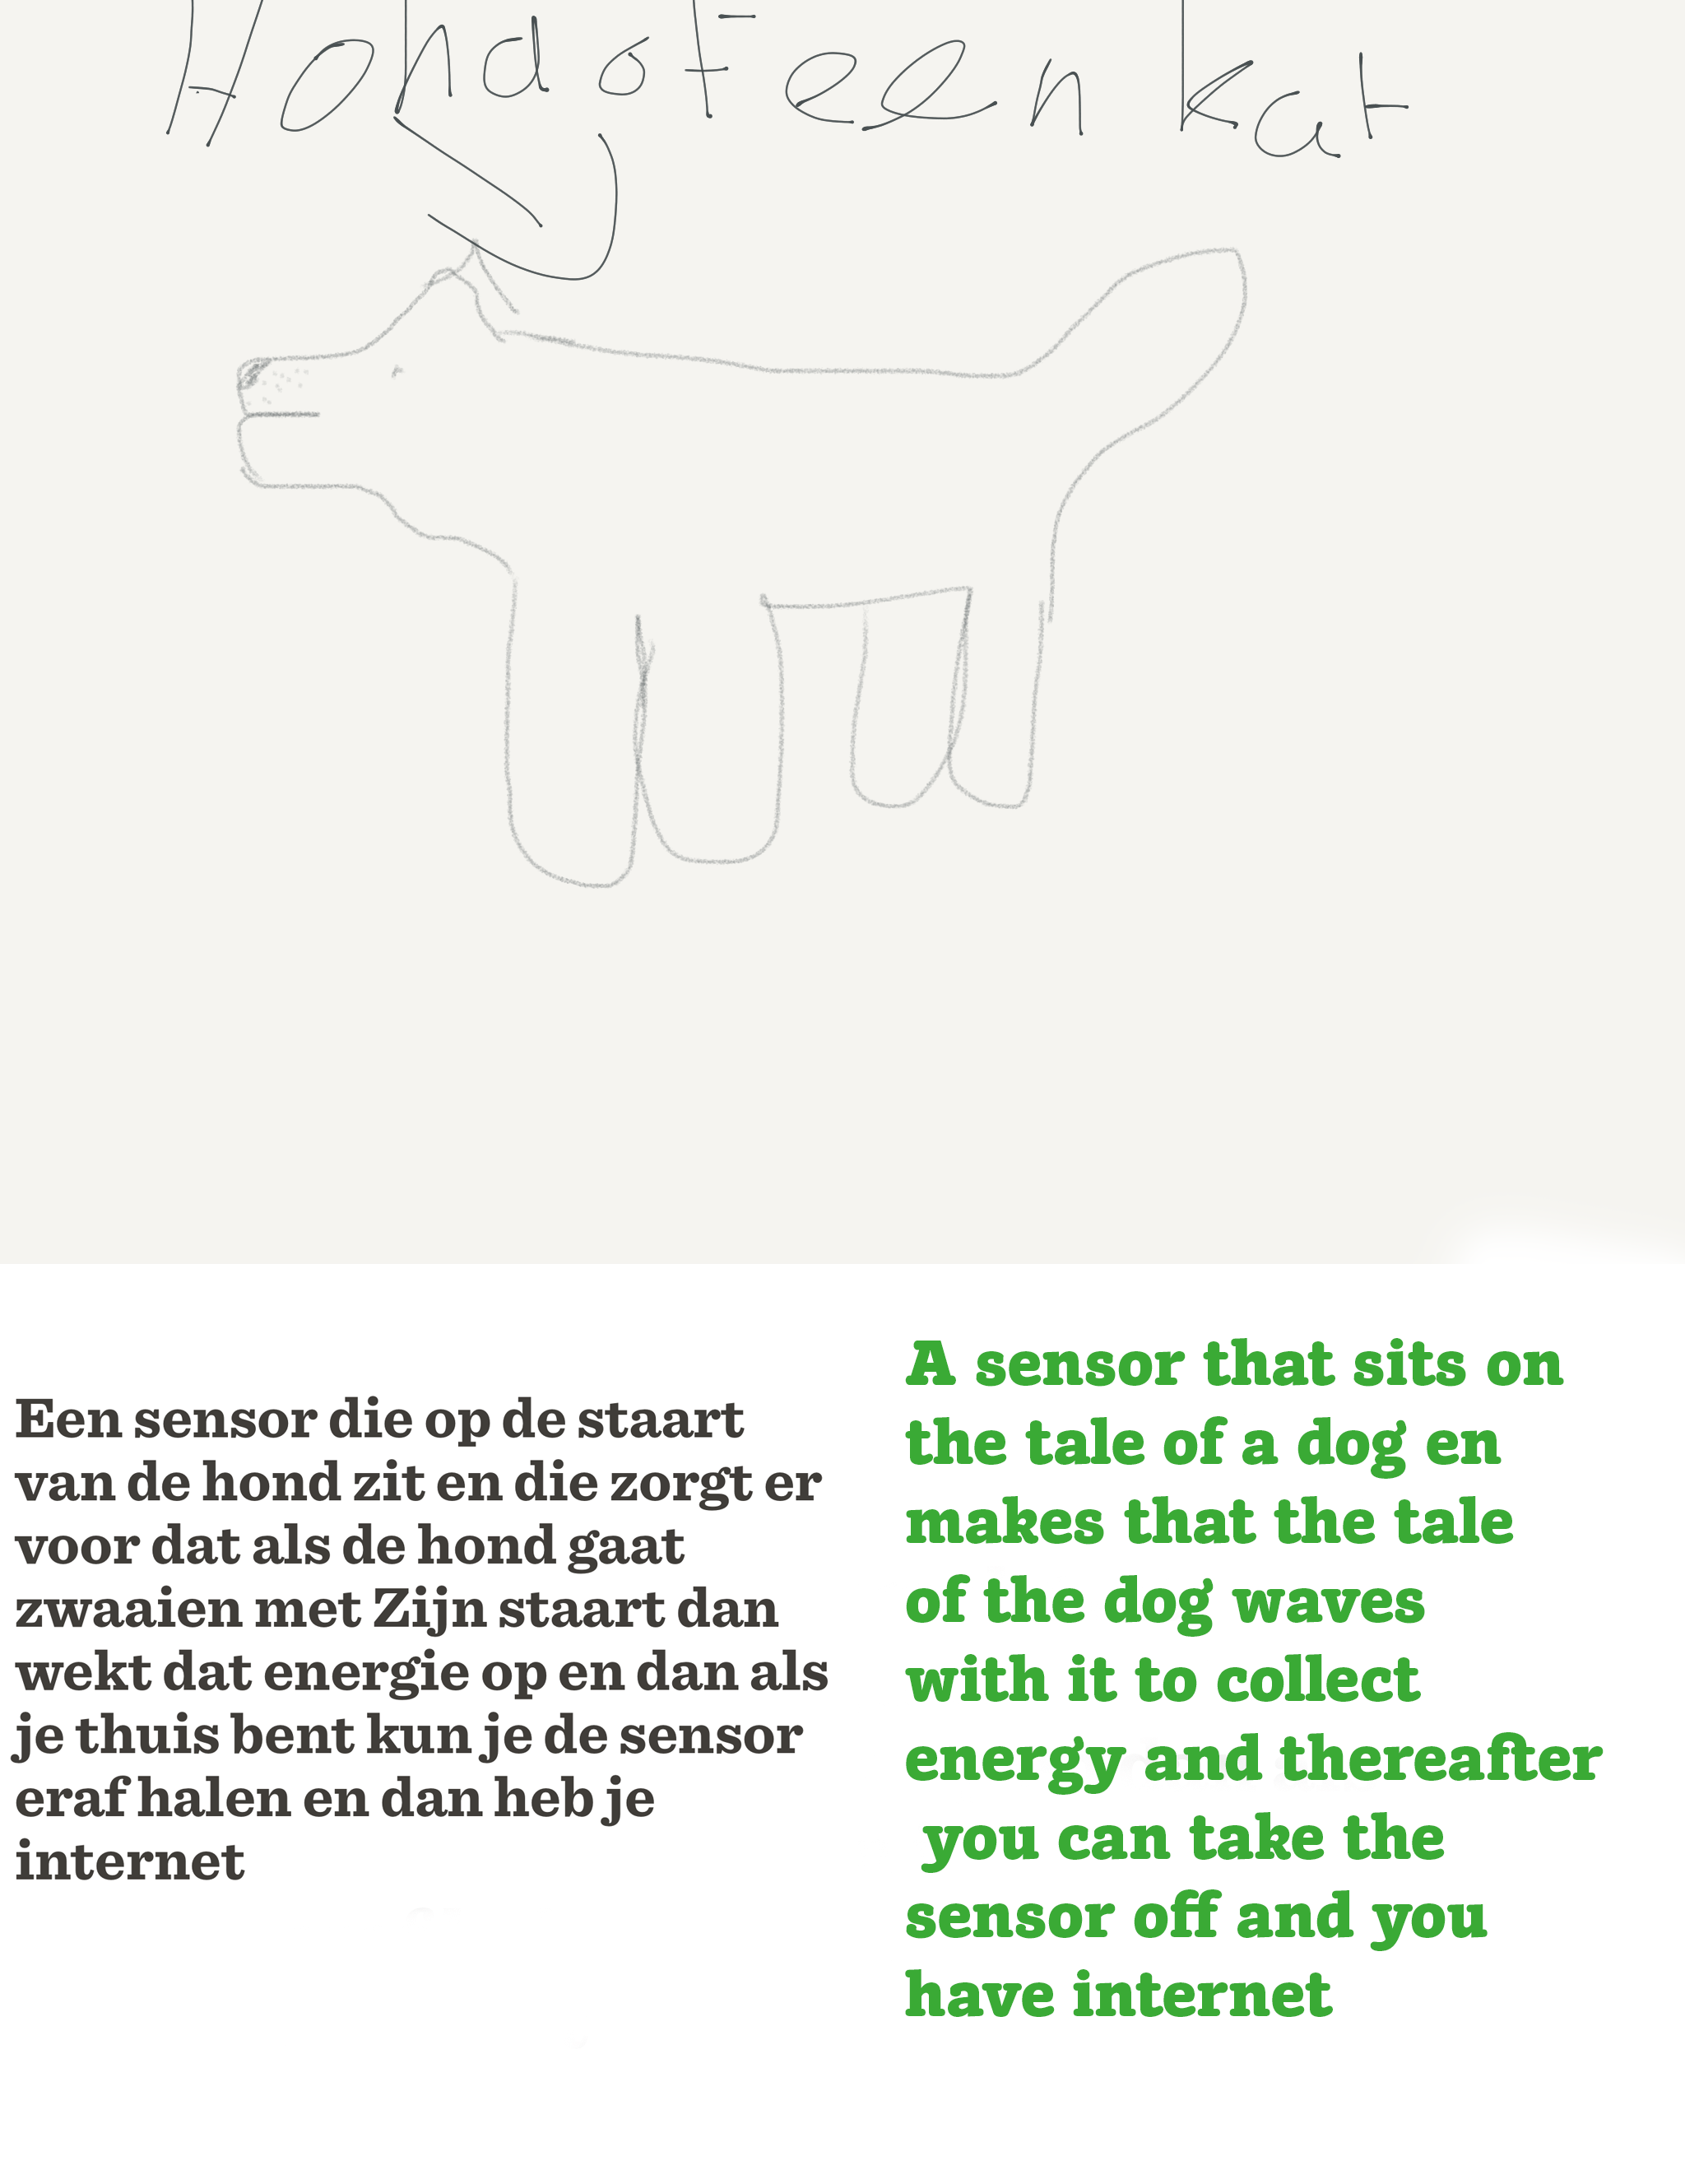 Hond of een kat
Een sensor die op de staart
van de hond zit en die zorgt er
voor dat als de hond gaat
zwaaien met Zijn staart dan
wekt dat energie op en dan als
je thuis bent kun je de sensor
eraf halen en dan heb je
internet
A sensor that sits on
the tale of a dog en
makes that the tale
of the dog waves
with it to collect
energy and thereafter
you can take the
sensor off and you
have internet